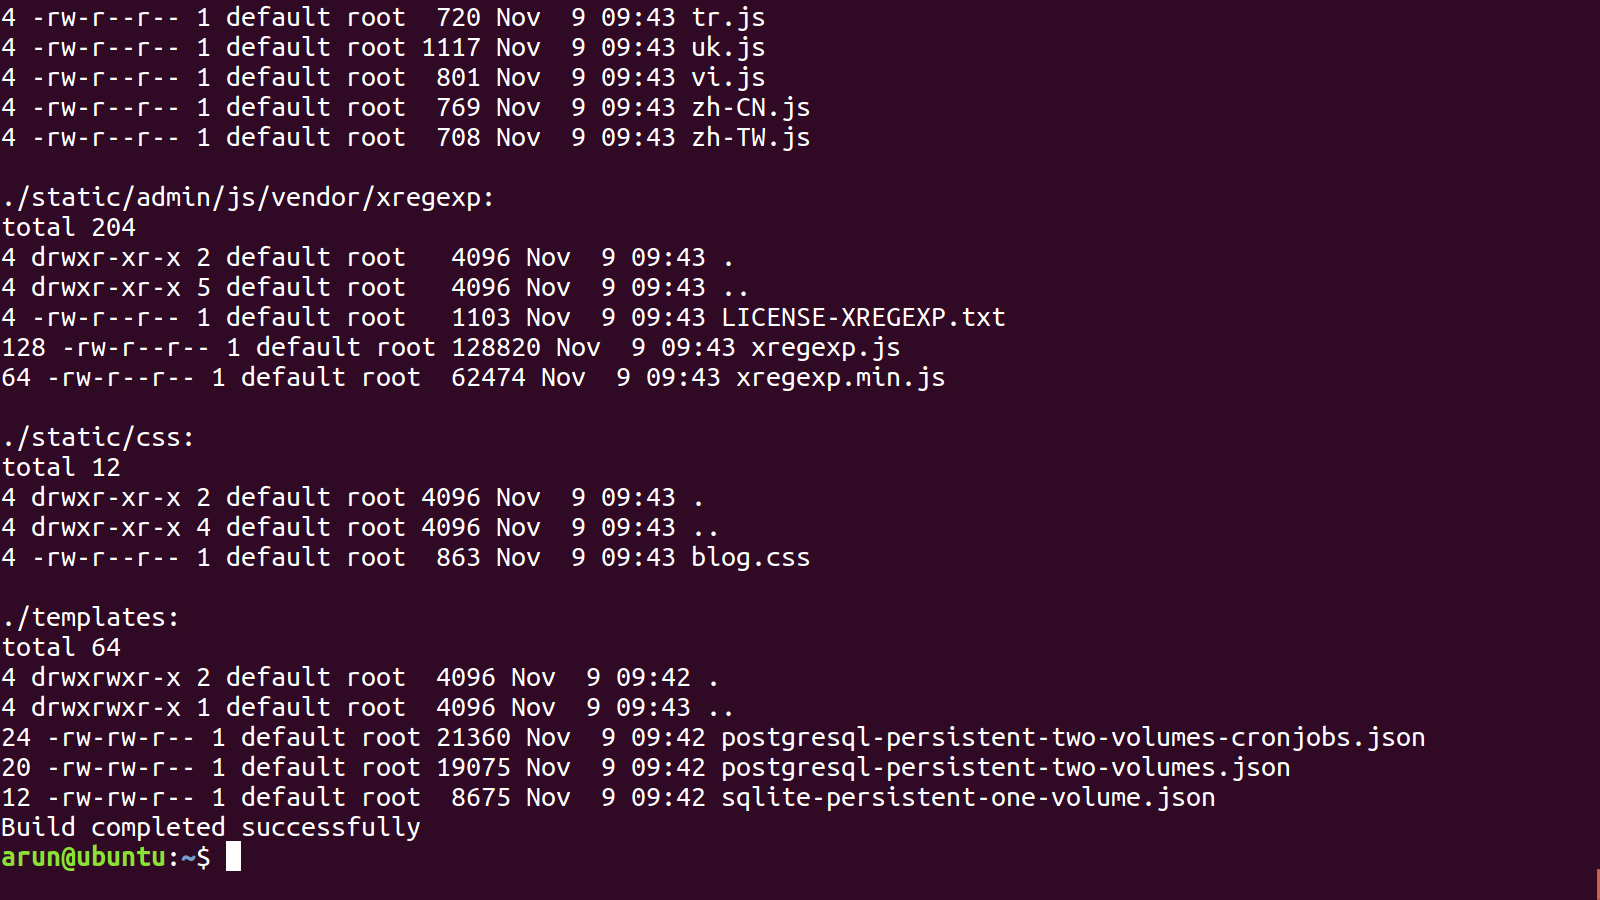 4 -rw-r--r-- 1 default root  720 Nov  9 09:43 tr.js
4 -rw-r--r-- 1 default root 1117 Nov  9 09:43 uk.js
4 -rw-r--r-- 1 default root  801 Nov  9 09:43 vi.js
4 -rw-r--r-- 1 default root  769 Nov  9 09:43 zh-CN.js
4 -rw-r--r-- 1 default root  708 Nov  9 09:43 zh-TW.js

./static/admin/js/vendor/xregexp:
total 204
4 drwxr-xr-x 2 default root   4096 Nov  9 09:43 .
4 drwxr-xr-x 5 default root   4096 Nov  9 09:43 ..
4 -rw-r--r-- 1 default root   1103 Nov  9 09:43 LICENSE-XREGEXP.txt
128 -rw-r--r-- 1 default root 128820 Nov  9 09:43 xregexp.js
64 -rw-r--r-- 1 default root  62474 Nov  9 09:43 xregexp.min.js

./static/css:
total 12
4 drwxr-xr-x 2 default root 4096 Nov  9 09:43 .
4 drwxr-xr-x 4 default root 4096 Nov  9 09:43 ..
4 -rw-r--r-- 1 default root  863 Nov  9 09:43 blog.css

./templates:
total 64
4 drwxrwxr-x 2 default root  4096 Nov  9 09:42 .
4 drwxrwxr-x 1 default root  4096 Nov  9 09:43 ..
24 -rw-rw-r-- 1 default root 21360 Nov  9 09:42 postgresql-persistent-two-volumes-cronjobs.json
20 -rw-rw-r-- 1 default root 19075 Nov  9 09:42 postgresql-persistent-two-volumes.json
12 -rw-rw-r-- 1 default root  8675 Nov  9 09:42 sqlite-persistent-one-volume.json
Build completed successfully
arun@ubuntu:~$